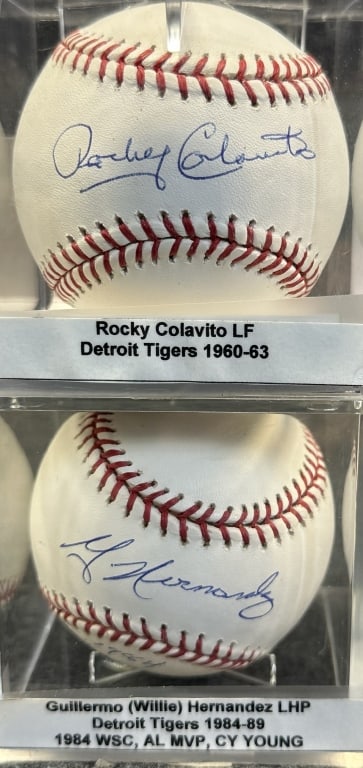 Rocky Colavito
Rocky Colavito LF
Detroit Tigers 1960-63
G Hernandez
Guillermo (Willie) Hernandez LHP
Detroit Tigers 1984-89
1984 WSC, AL MVP, CY YOUNG